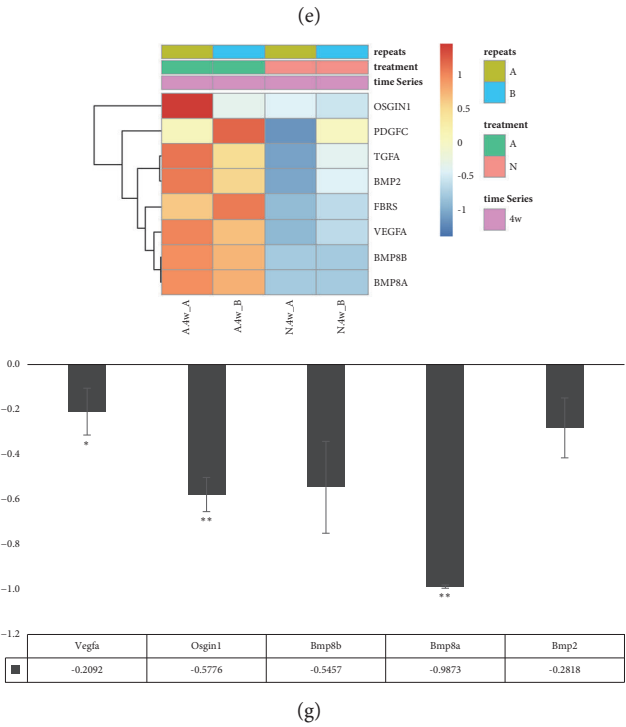 (e)
repeats
treatment
time Series
OSGIN1
PDGFC
TGFA
BMP2
FBRS
VEGFA
BMP8B
BMP8A
A.4w_A
A.4w_B
N.4w_A
N.4w_B
1
0.5
0
-0.5
-1
repeats
A
B
treatment
A
N
time Series
4w
0.0
−0.2
−0.4
−0.6
−0.8
−1.0
−1.2
*
**
**
Vegfa Osgin1 Bmp8b Bmp8a Bmp2
-0.2092 -0.5776 -0.5457 -0.9873 -0.2818
(g)